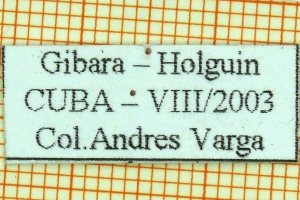 Gibara – Holguin
CUBA – VIII/2003
Col.Andres Varga